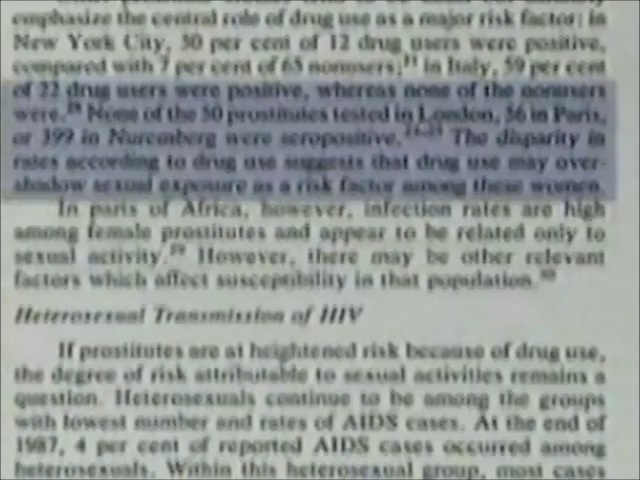 emphasize the central role of drug use as a major risk factor: in
New York City, 50 per cent of 12 drug users were positive,
compared with 7 per cent of 65 nonusers; in Italy, 59 per cent
of 22 drug users were positive, whereas none of the nonusers
were. None of the 50 prostitutes tested in London, 56 in Paris,
or 399 in Nuremberg were seropositive. The disparity in
rates according to drug use suggests that drug use may over-
shadow sexual exposure as a risk factor among these women.
In parts of Africa, however, infection rates are high
among female prostitutes and appear to be related only to
sexual activity. However, there may be other relevant
factors which affect susceptibility in that population.
Heterosexual Transmission of HIV
If prostitutes are at heightened risk because of drug use,
the degree of risk attributable to sexual activities remains a
question. Heterosexuals continue to be among the groups
with lowest number and rates of AIDS cases. At the end of
1987, 4 per cent of reported AIDS cases occurred among
heterosexuals. Within this heterosexual group, most cases